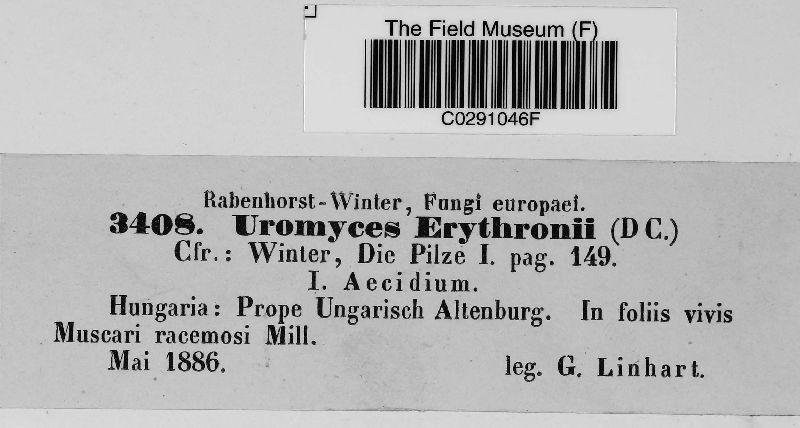 The Field Museum (F)
C0291046F
Rabenhorst-Winter, Fungi europaei.
3408. Uromyces Erythronii (DC.)
Cfr.: Winter, Die Pilze I. pag. 149.
I. Aecidium.
Hungaria: Prope Ungarisch Altenburg. In foliis vivis
Muscari racemosi Mill.
Mai 1886. leg. G. Linhart.